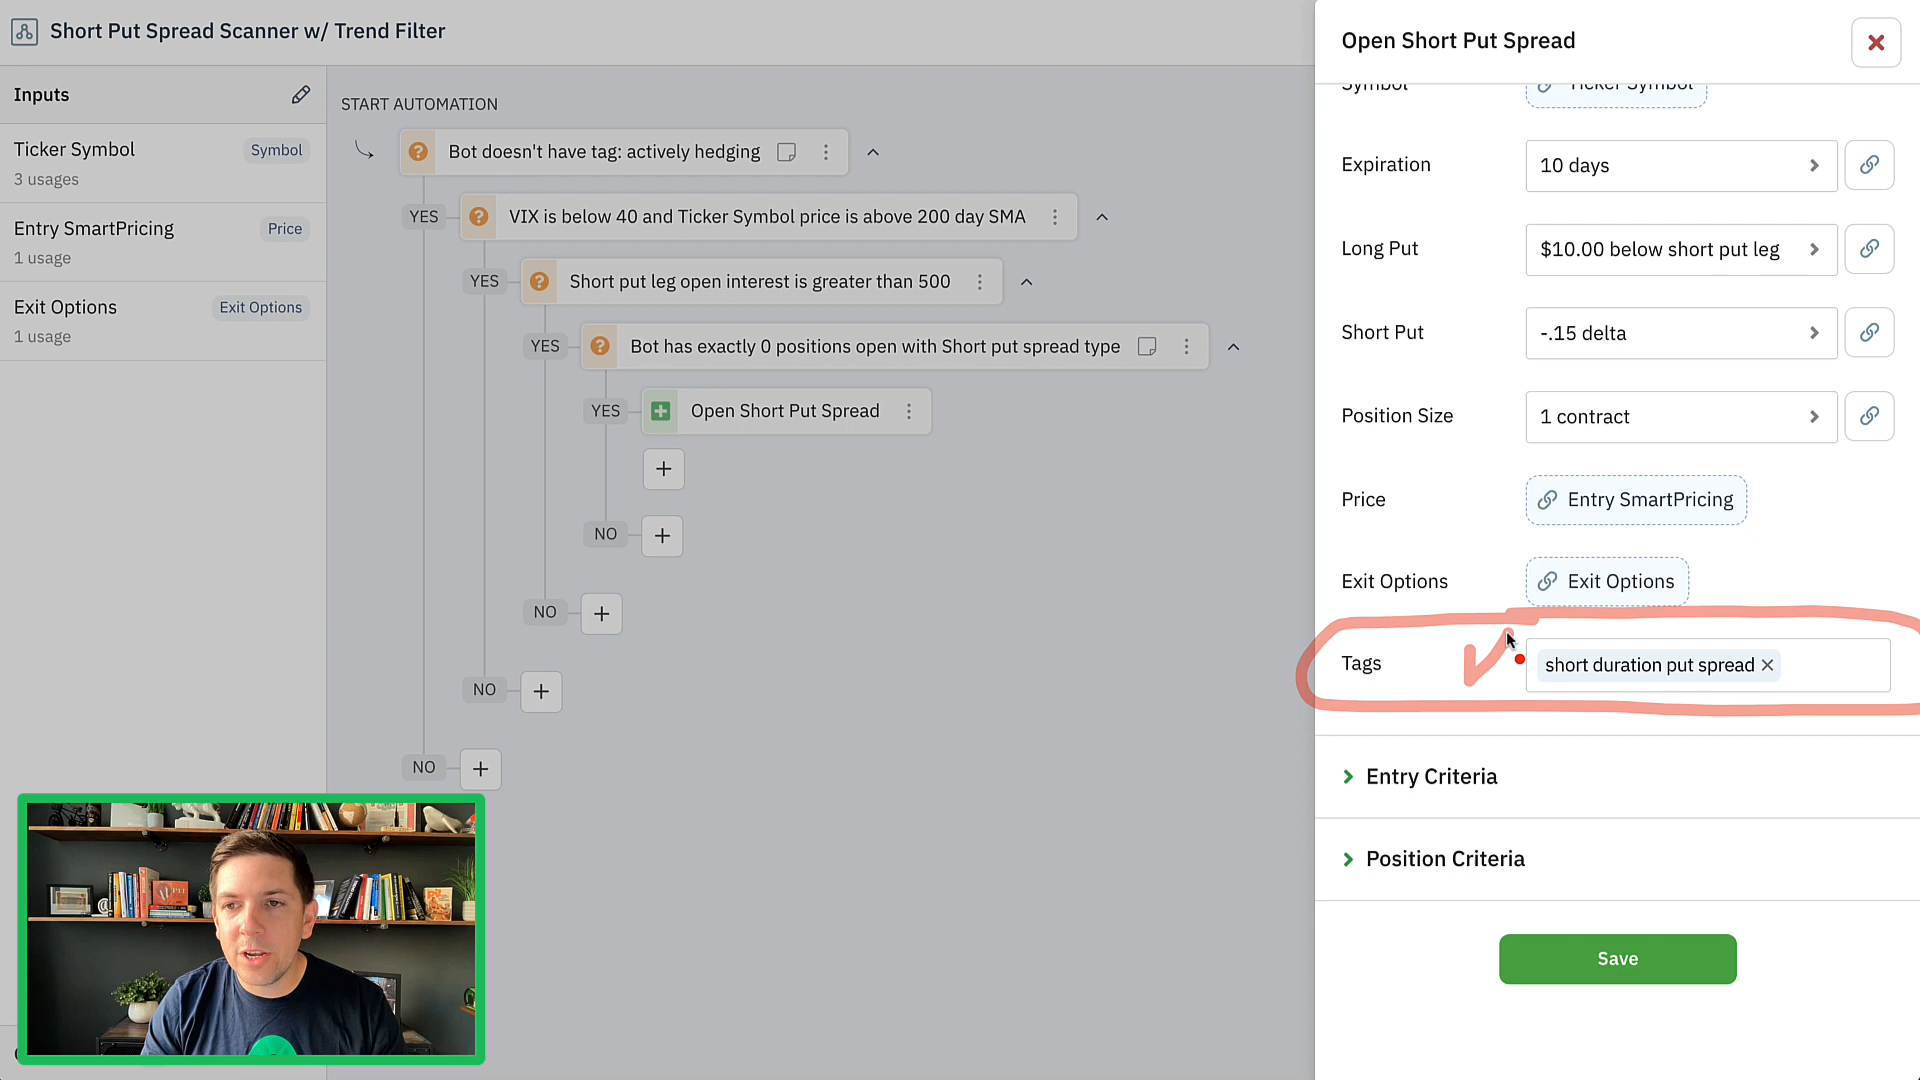 Short Put Spread Scanner w/ Trend Filter
Inputs
Ticker Symbol
Symbol
3 usages
Entry SmartPricing
Price
1 usage
Exit Options
Exit Options
1 usage
START AUTOMATION
Bot doesn't have tag: actively hedging
YES
VIX is below 40 and Ticker Symbol price is above 200 day SMA
YES
Short put leg open interest is greater than 500
YES
Bot has exactly 0 positions open with Short put spread type
YES
Open Short Put Spread
NO
NO
NO
NO
Open Short Put Spread
Symbol
Ticker Symbol
Expiration
10 days
Long Put
$10.00 below short put leg
Short Put
-.15 delta
Position Size
1 contract
Price
Entry SmartPricing
Exit Options
Exit Options
Tags
short duration put spread
Entry Criteria
Position Criteria
Save